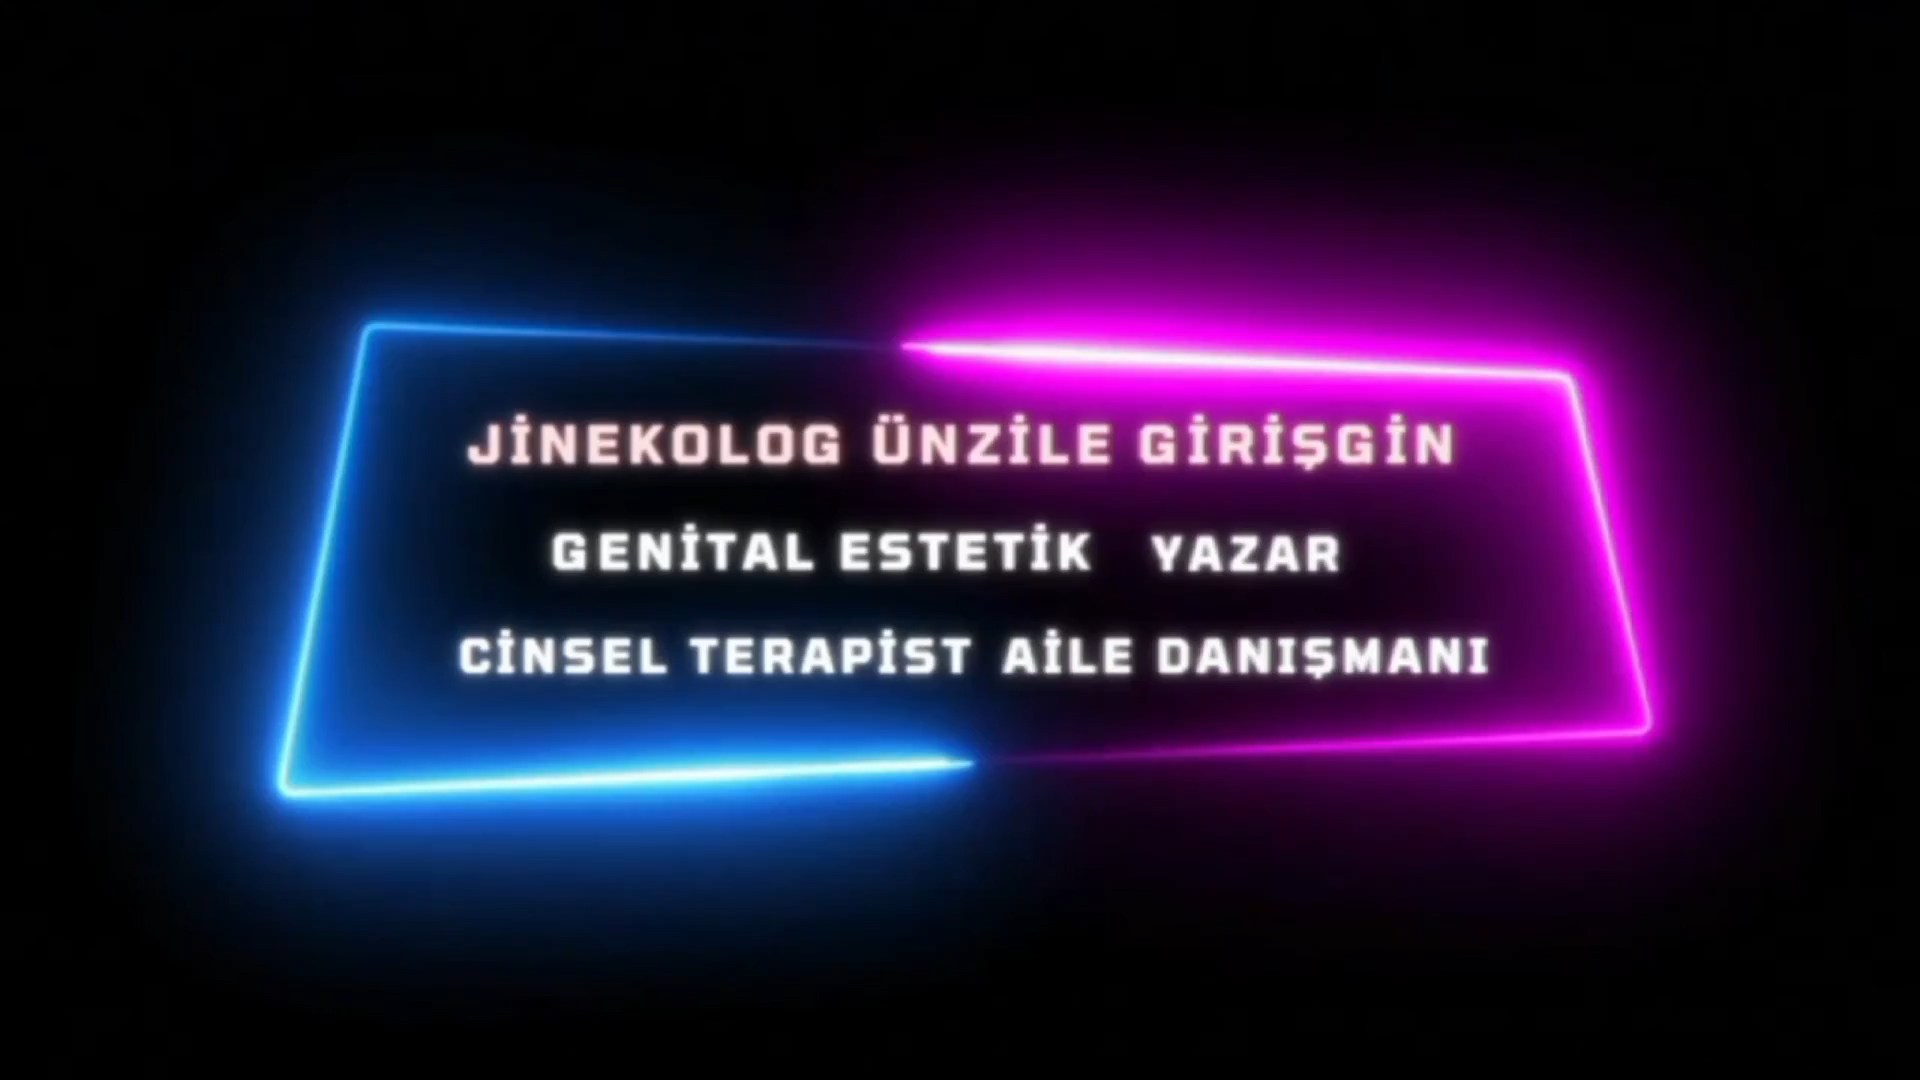 JİNEKOLOG ÜNZİLE GİRİŞGİN
GENİTAL ESTETİK YAZAR
CİNSEL TERAPİST AİLE DANIŞMANI